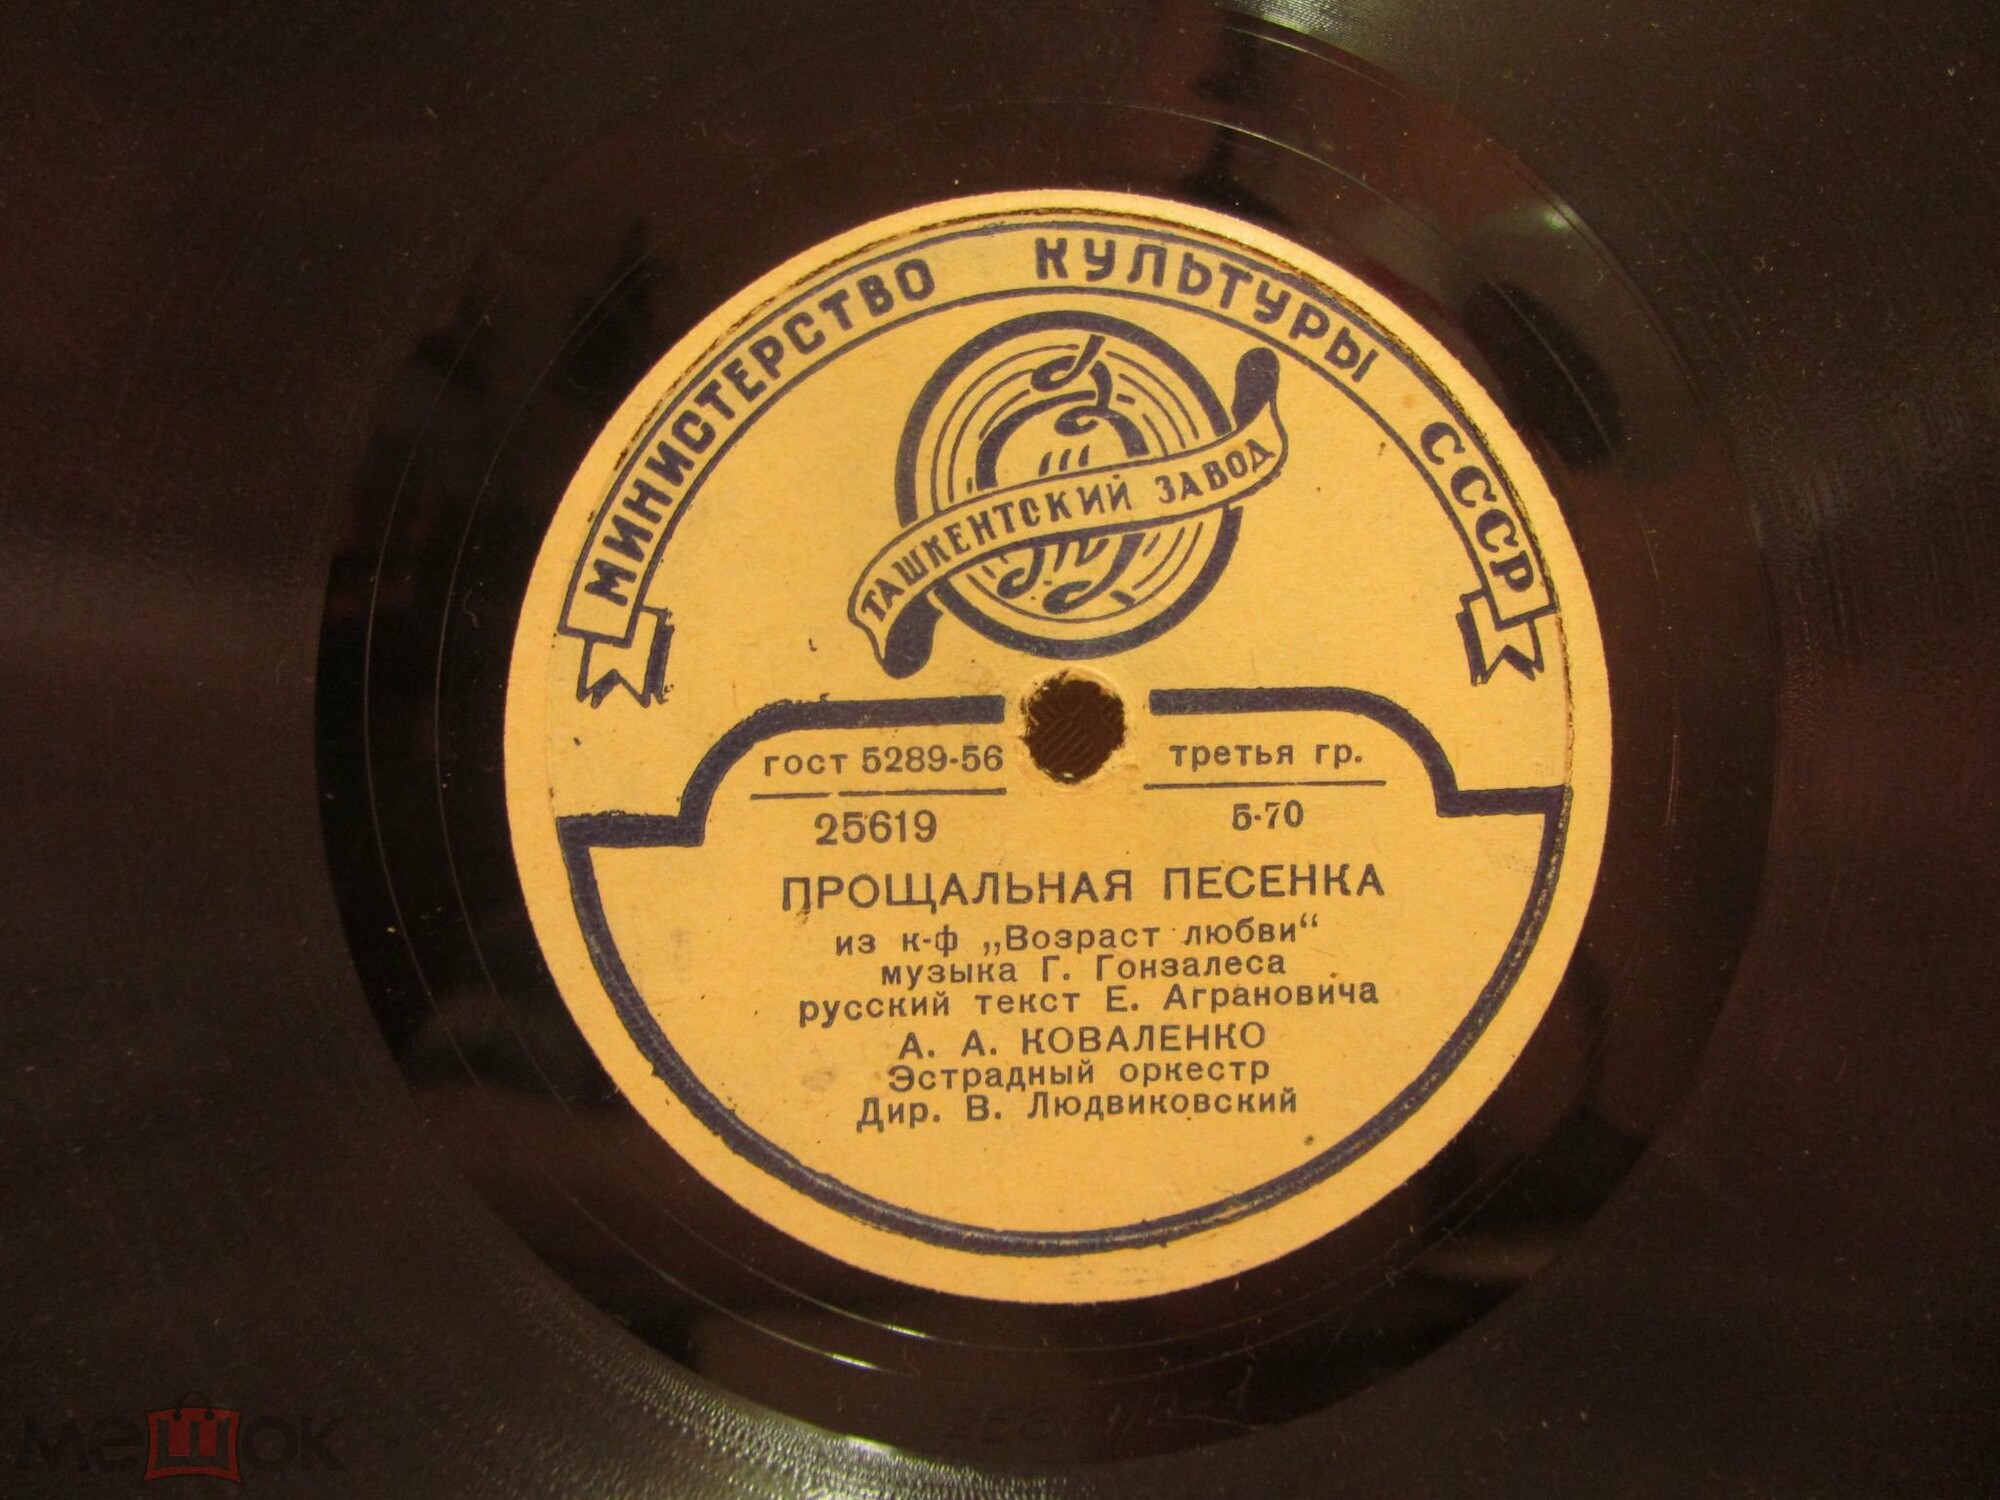 МИНИСТЕРСТВО КУЛЬТУРЫ СССР
ТАШКЕНТСКИЙ ЗАВОД
гост 5289-56
третья гр.
25619
5-70
ПРОЩАЛЬНАЯ ПЕСЕНКА
из к-ф „Возраст любви“
музыка Г. Гонзалеса
русский текст Е. Аграновича
А. А. КОВАЛЕНКО
Эстрадный оркестр
Дир. В. Людвиковский
мешок